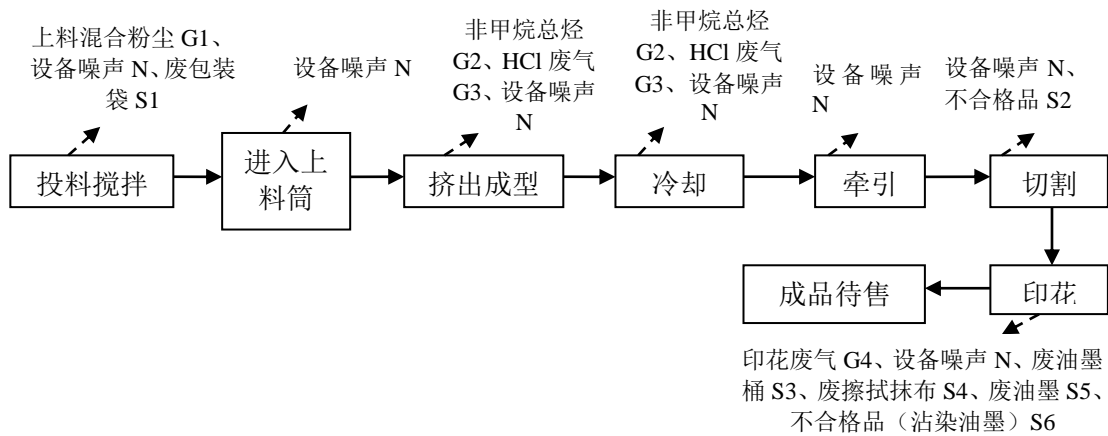 上料混合粉尘 G1、
设备噪声 N、废包装
袋 S1
设备噪声 N
非甲烷总烃
G2、HCl 废气
G3、设备噪声
N
非甲烷总烃
G2、HCl 废气
G3、设备噪声
N
设备噪声
N
设备噪声 N、
不合格品 S2
投料搅拌
进入上
料筒
挤出成型
冷却
牵引
切割
成品待售
印花
印花废气 G4、设备噪声 N、废油墨
桶 S3、废擦拭抹布 S4、废油墨 S5、
不合格品（沾染油墨）S6